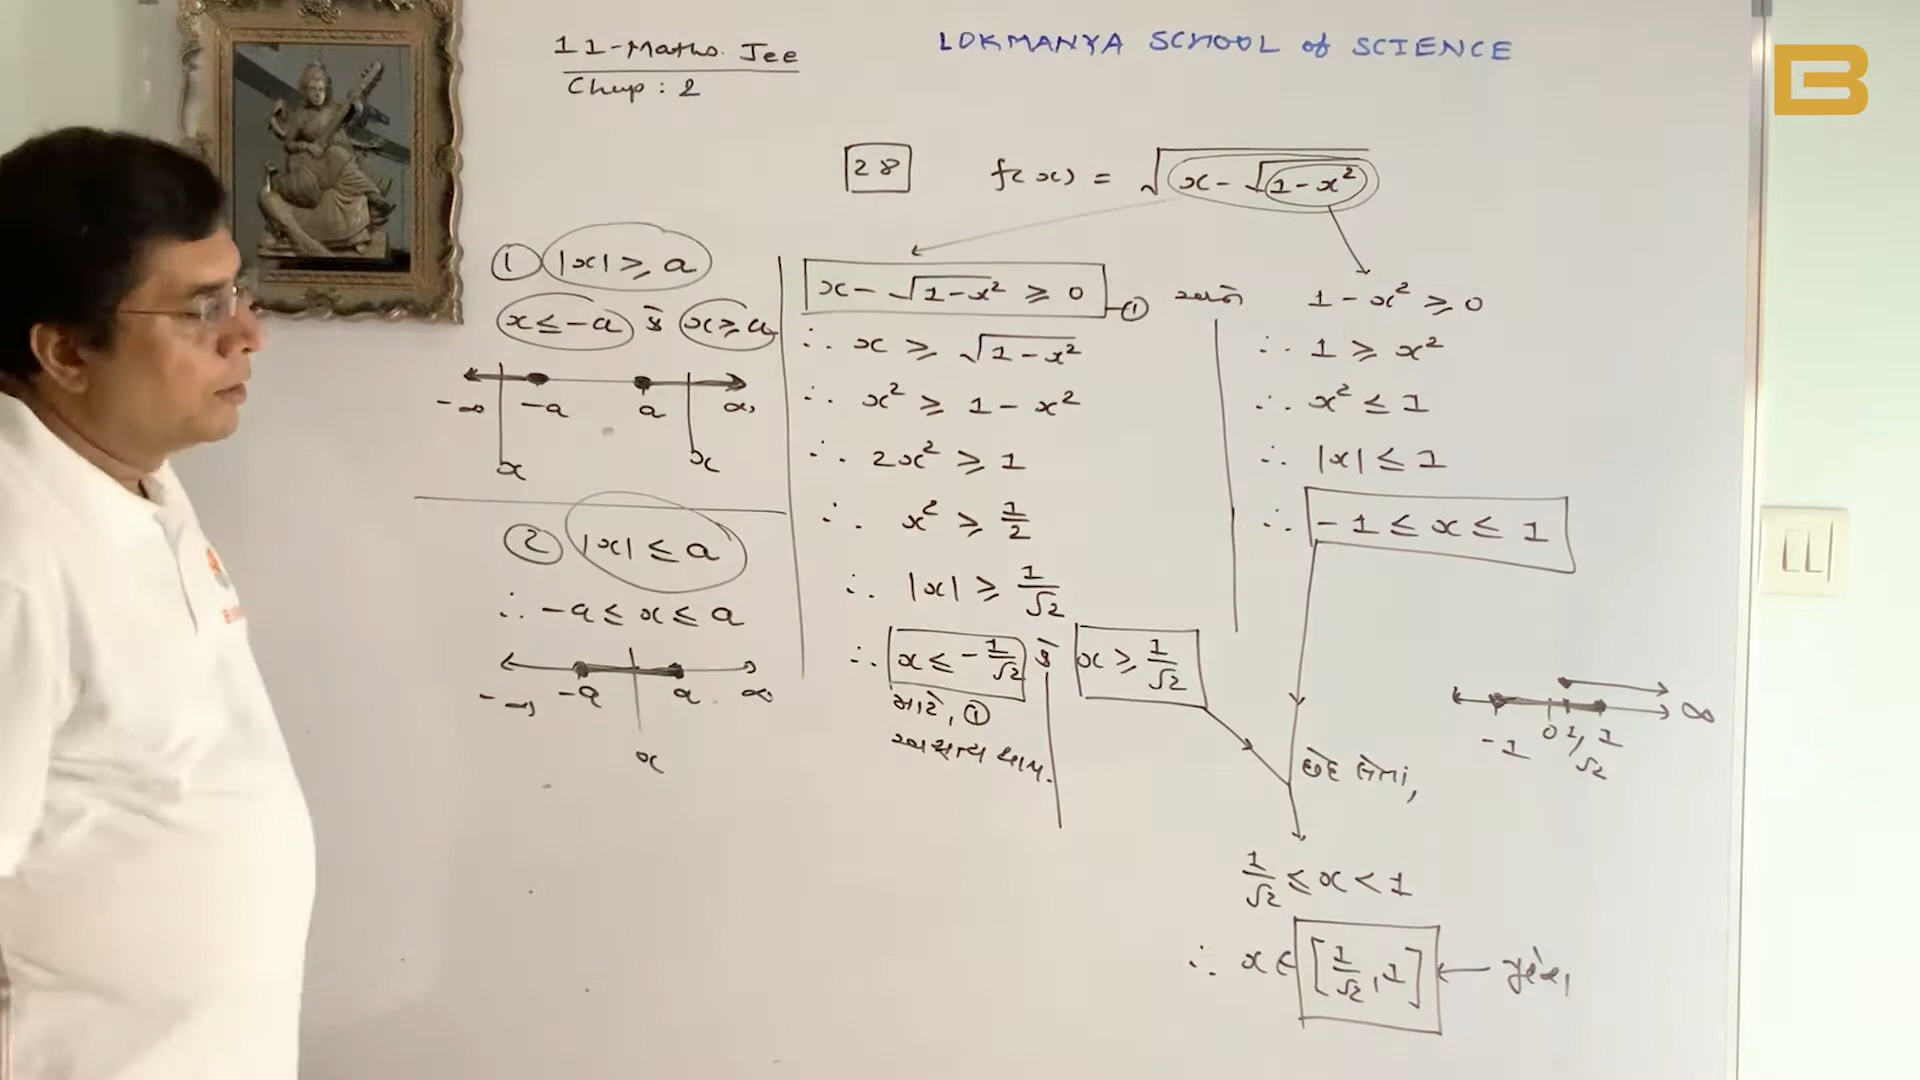 11-Maths. Jee
Chap : 2
LOKMANYA SCHOOL of SCIENCE
28 f(x) = √(x - √(1-x²))
① |x| ≥ a
x ≤ -a કે x ≥ a
-∞ -a a ∞
x x
② |x| ≤ a
∴ -a ≤ x ≤ a
-∞ -a a ∞
x
x - √(1-x²) ≥ 0 —①
∴ x ≥ √(1-x²)
∴ x² ≥ 1 - x²
∴ 2x² ≥ 1
∴ x² ≥ 1/2
∴ |x| ≥ 1/√2
∴ x ≤ -1/√2 કે x ≥ 1/√2
માટે, ①
અસત્ય થાય.
અને 1 - x² ≥ 0
∴ 1 ≥ x²
∴ x² ≤ 1
∴ |x| ≤ 1
∴ -1 ≤ x ≤ 1
∞
-1 0 1/√2 1
છેદ લેતાં,
1/√2 ≤ x < 1
∴ x ∈ [1/√2, 1] ←